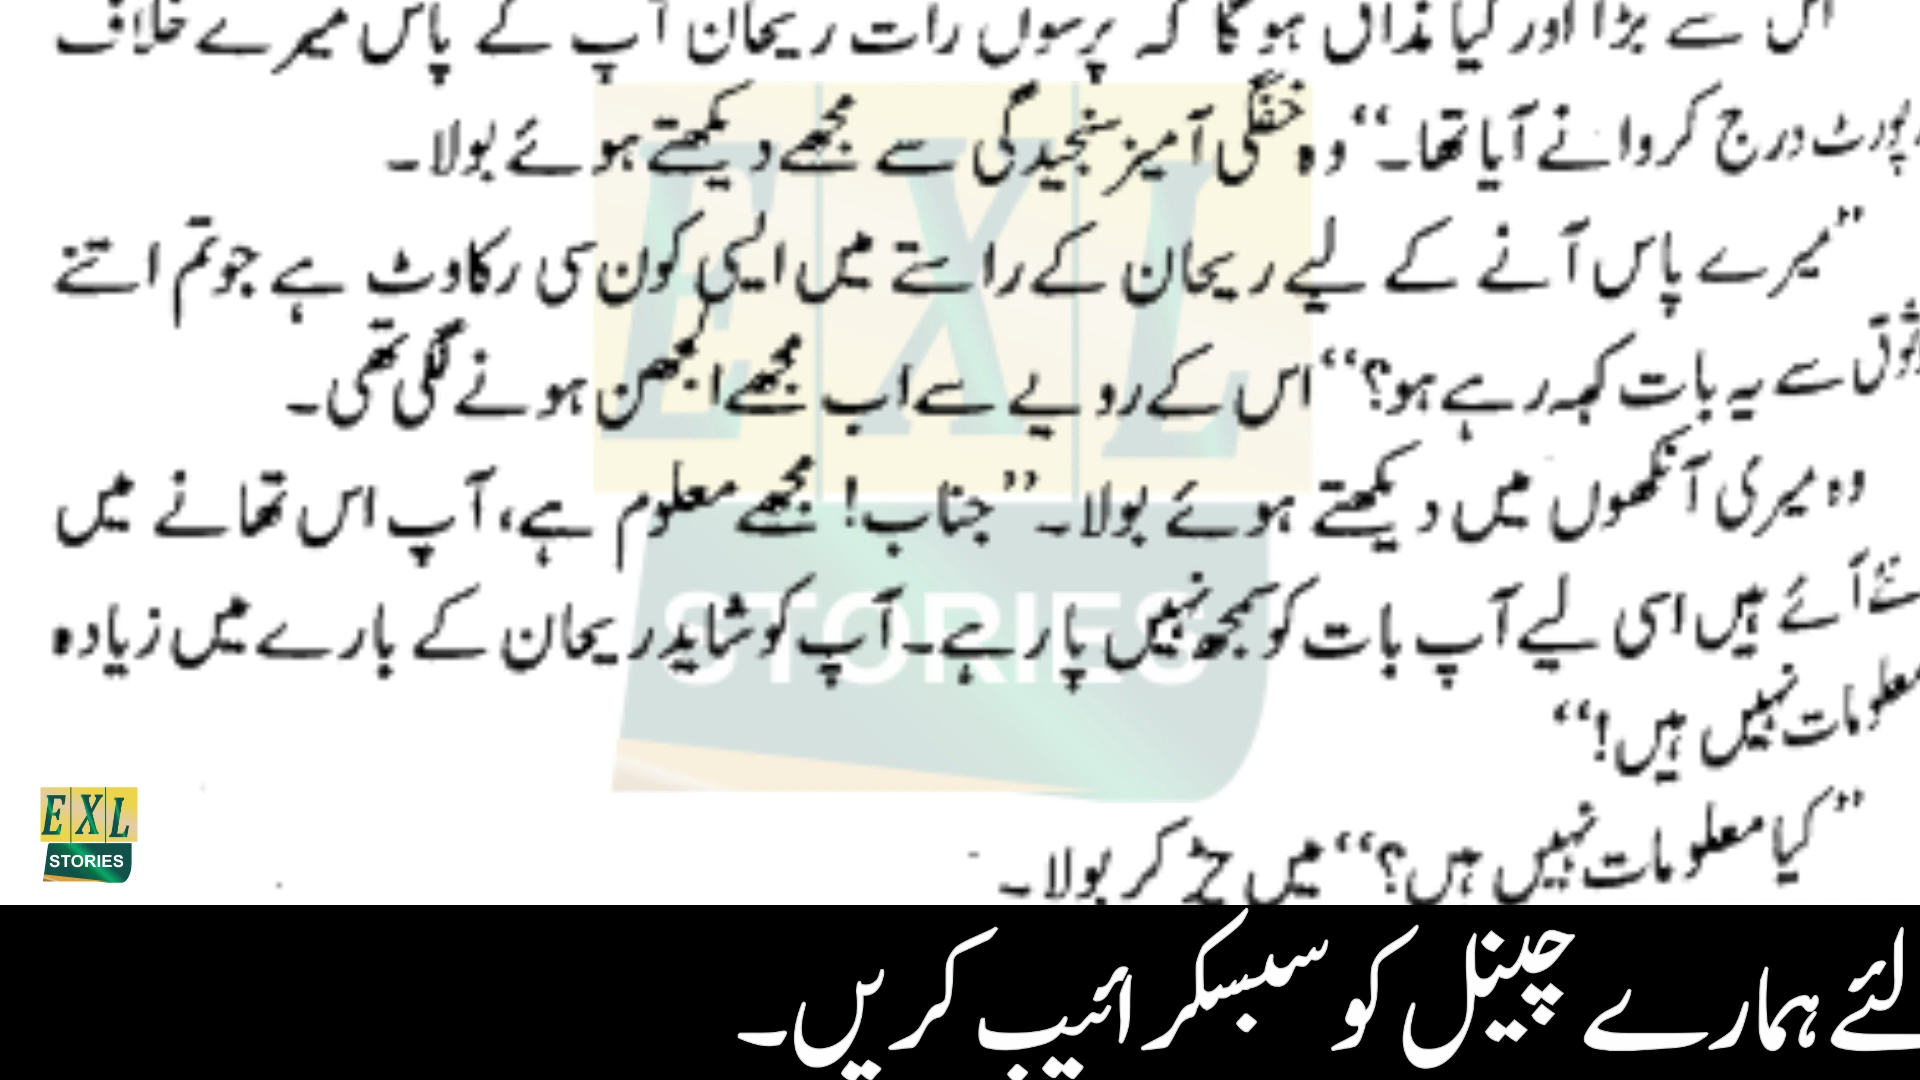 اس سے بڑا اور کیا مذاق ہو گا کہ پرسوں رات ریحان آپ کے پاس میرے خلاف
رپورٹ درج کروانے آیا تھا۔‘‘ وہ خفگی آمیز سنجیدگی سے مجھے دیکھتے ہوئے بولا۔
’’میرے پاس آنے کے لیے ریحان کے راستے میں ایسی کون سی رکاوٹ ہے جو تم اتنے
وثوق سے یہ بات کہہ رہے ہو؟‘‘ اس کے رویے سے اب مجھے الجھن ہونے لگی تھی۔
وہ میری آنکھوں میں دیکھتے ہوئے بولا۔ ’’جناب! مجھے معلوم ہے، آپ اس تھانے میں
نئے آئے ہیں اسی لیے آپ بات کو سمجھ نہیں پا رہے۔ آپ کو شاید ریحان کے بارے میں زیادہ
معلومات نہیں ہیں!‘‘
’’کیا معلومات نہیں ہیں؟‘‘ میں چڑ کر بولا۔
EXL
STORIES
EXL
STORIES
لئے ہمارے چینل کو سبسکرائیب کریں۔